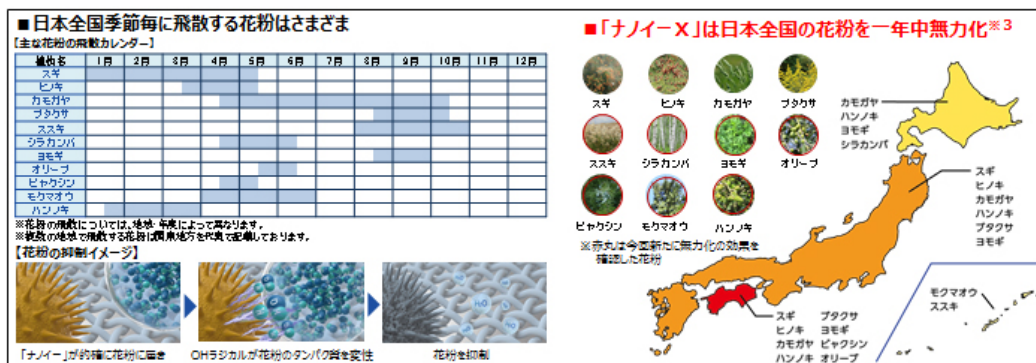 ■日本全国季節毎に飛散する花粉はさまざま
【主な花粉の飛散カレンダー】
植物名 1月 2月 3月 4月 5月 6月 7月 8月 9月 10月 11月 12月
スギ
ヒノキ
カモガヤ
ブタクサ
ススキ
シラカンバ
ヨモギ
オリーブ
ビャクシン
モクマオウ
ハンノキ
※花粉の飛散については、地域・年度によって異なります。
※複数の地域で飛散する花粉は関東地方を代表で記載しております。
【花粉の抑制イメージ】
「ナノイー」が的確に花粉に届き
OHラジカルが花粉のタンパク質を変性
花粉を抑制
■「ナノイーX」は日本全国の花粉を一年中無力化※3
スギ ヒノキ カモガヤ ブタクサ
ススキ シラカンバ ヨモギ オリーブ
ビャクシン モクマオウ ハンノキ
※赤丸は今回新たに無力化の効果を
確認した花粉
カモガヤ
ハンノキ
ヨモギ
シラカンバ
スギ
ヒノキ
カモガヤ
ハンノキ
ブタクサ
ヨモギ
モクマオウ
ススキ
スギ ブタクサ
ヒノキ ヨモギ
カモガヤ ビャクシン
ハンノキ オリーブ